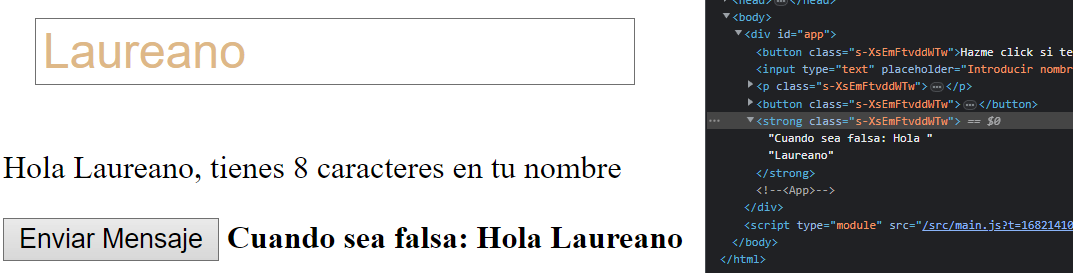 Laureano
Hola Laureano, tienes 8 caracteres en tu nombre
Enviar Mensaje Cuando sea falsa: Hola Laureano
<head>…</head>
▼<body>
▼<div id="app">
<button class="s-XsEmFtvddWTw">Hazme click si te
<input type="text" placeholder="Introducir nombr
▶<p class="s-XsEmFtvddWTw">…</p>
▶<button class="s-XsEmFtvddWTw">…</button>
… ▼<strong class="s-XsEmFtvddWTw"> == $0
"Cuando sea falsa: Hola "
"Laureano"
</strong>
<!--<App>-->
</div>
<script type="module" src="/src/main.js?t=16821410
</body>
</html>